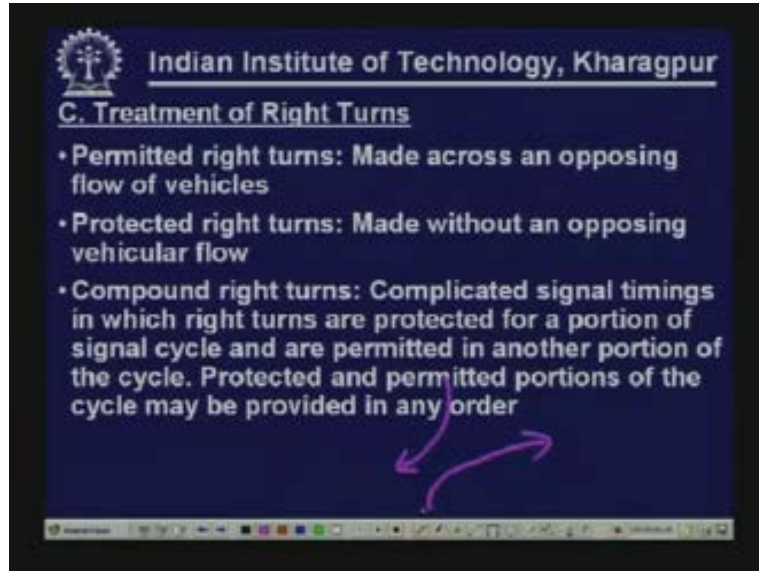 Indian Institute of Technology, Kharagpur
C. Treatment of Right Turns
• Permitted right turns: Made across an opposing
flow of vehicles
• Protected right turns: Made without an opposing
vehicular flow
• Compound right turns: Complicated signal timings
in which right turns are protected for a portion of
signal cycle and are permitted in another portion of
the cycle. Protected and permitted portions of the
cycle may be provided in any order